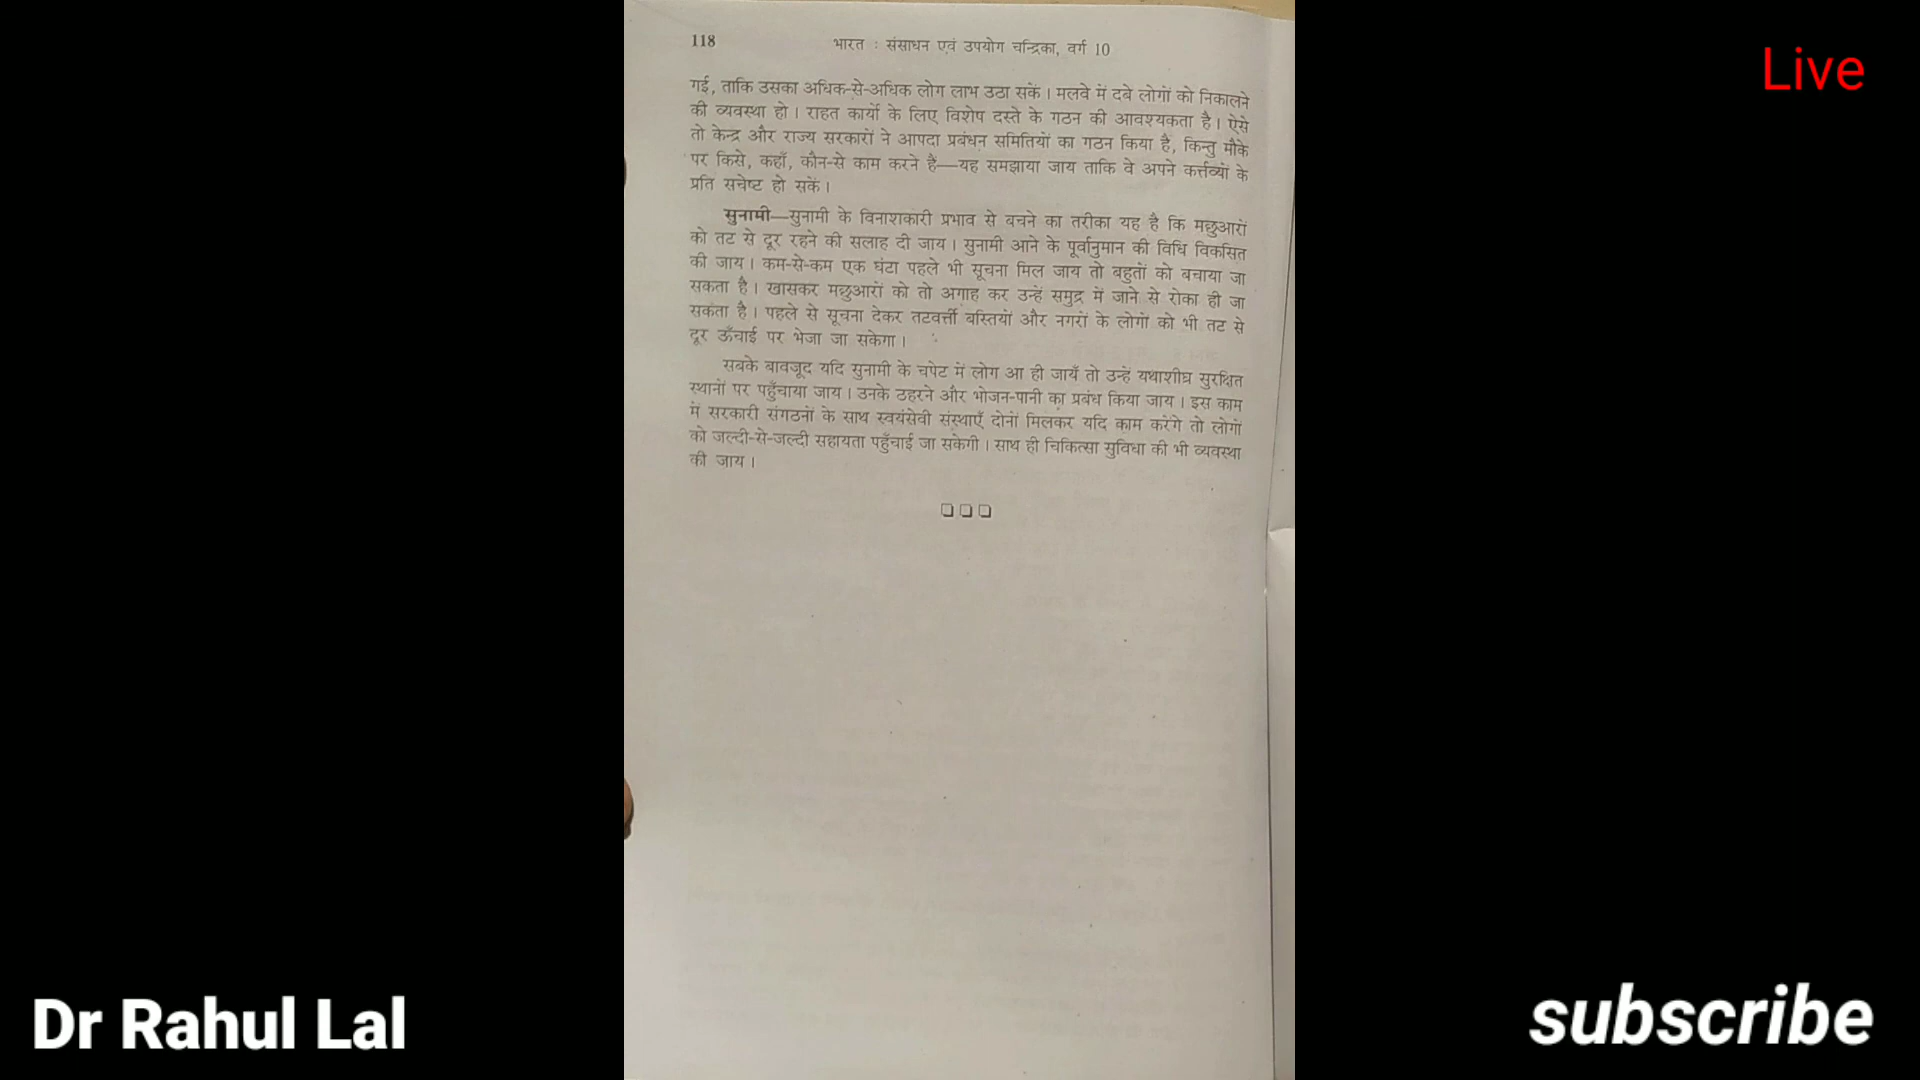 118
भारत : संसाधन एवं उपयोग चन्द्रिका, वर्ग 10
Live
गई, ताकि उसका अधिक-से-अधिक लोग लाभ उठा सकें। मलवे में दबे लोगों को निकालने
की व्यवस्था हो। राहत कार्यों के लिए विशेष दस्ते के गठन की आवश्यकता है। ऐसे
तो केन्द्र और राज्य सरकारों ने आपदा प्रबंधन समितियों का गठन किया है, किन्तु मौके
पर किसे, कहाँ, कौन-से काम करने हैं—यह समझाया जाय ताकि वे अपने कर्त्तव्यों के
प्रति सचेष्ट हो सकें।
सुनामी—सुनामी के विनाशकारी प्रभाव से बचने का तरीका यह है कि मछुआरों
को तट से दूर रहने की सलाह दी जाय। सुनामी आने के पूर्वानुमान की विधि विकसित
की जाय। कम-से-कम एक घंटा पहले भी सूचना मिल जाय तो बहुतों को बचाया जा
सकता है। खासकर मछुआरों को तो अगाह कर उन्हें समुद्र में जाने से रोका ही जा
सकता है। पहले से सूचना देकर तटवर्त्ती बस्तियों और नगरों के लोगों को भी तट से
दूर ऊँचाई पर भेजा जा सकेगा।
सबके बावजूद यदि सुनामी के चपेट में लोग आ ही जायँ तो उन्हें यथाशीघ्र सुरक्षित
स्थानों पर पहुँचाया जाय। उनके ठहरने और भोजन-पानी का प्रबंध किया जाय। इस काम
में सरकारी संगठनों के साथ स्वयंसेवी संस्थाएँ दोनों मिलकर यदि काम करेंगे तो लोगों
को जल्दी-से-जल्दी सहायता पहुँचाई जा सकेगी। साथ ही चिकित्सा सुविधा की भी व्यवस्था
की जाय।
Dr Rahul Lal
subscribe